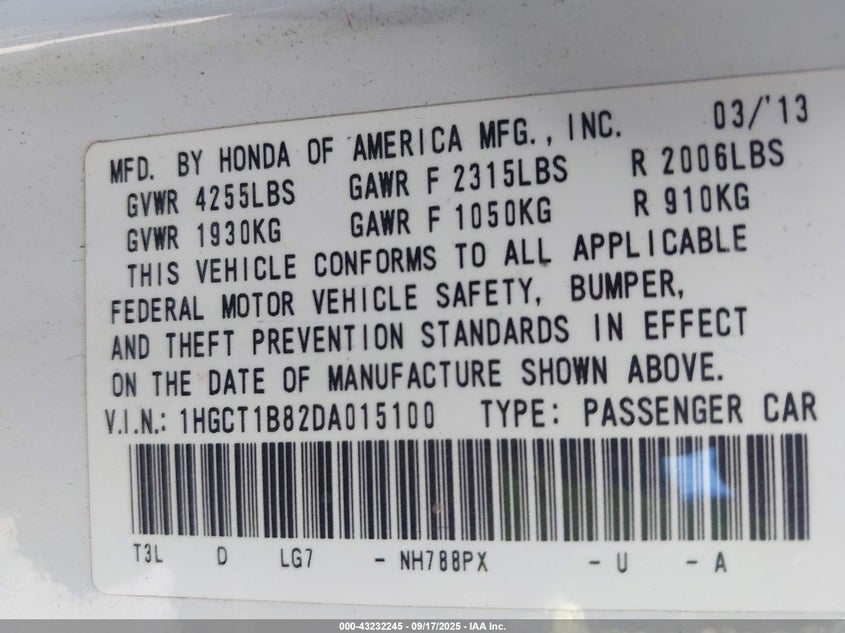 MFD. BY HONDA OF AMERICA MFG., INC. 03/'13
GVWR 4255LBS GAWR F 2315LBS R 2006LBS
GVWR 1930KG GAWR F 1050KG R 910KG
THIS VEHICLE CONFORMS TO ALL APPLICABLE
FEDERAL MOTOR VEHICLE SAFETY, BUMPER,
AND THEFT PREVENTION STANDARDS IN EFFECT
ON THE DATE OF MANUFACTURE SHOWN ABOVE.
V.I.N.: 1HGCT1B82DA015100 TYPE: PASSENGER CAR
T3L D LG7 - NH788PX - U - A
000-43232245 - 09/17/2025 - IAA Inc.